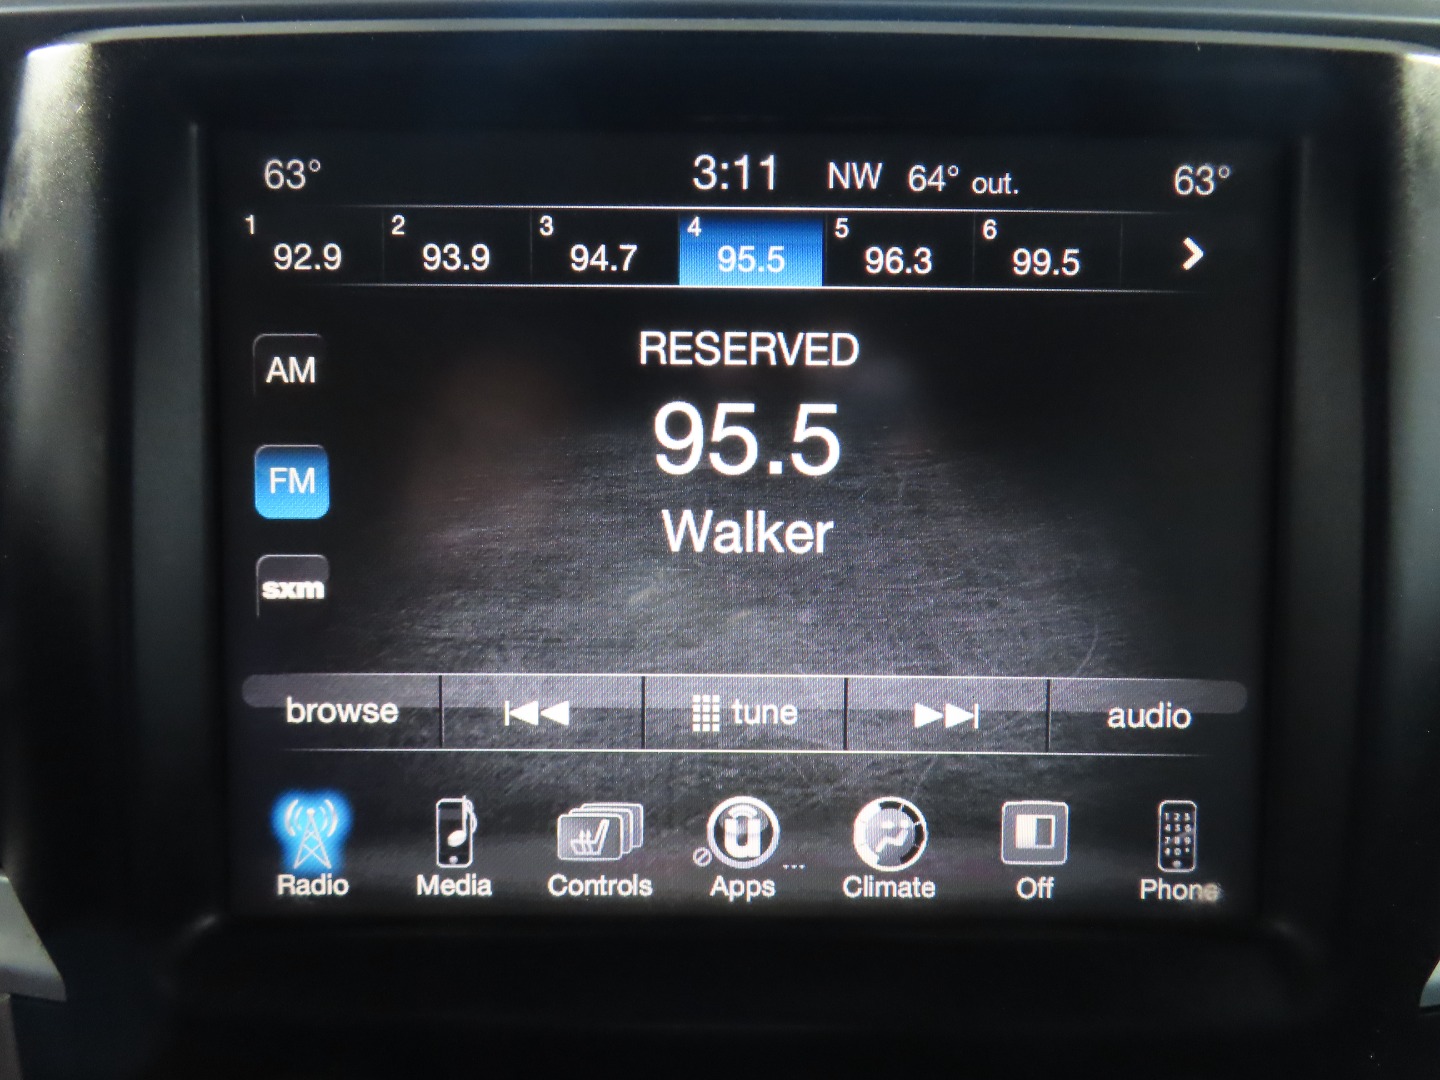 63° 3:11 NW 64° out. 63°
1 2 3 4 5 6
92.9 93.9 94.7 95.5 96.3 99.5
RESERVED
AM
95.5
FM
Walker
sxm
browse tune audio
Radio Media Controls Apps Climate Off Phone